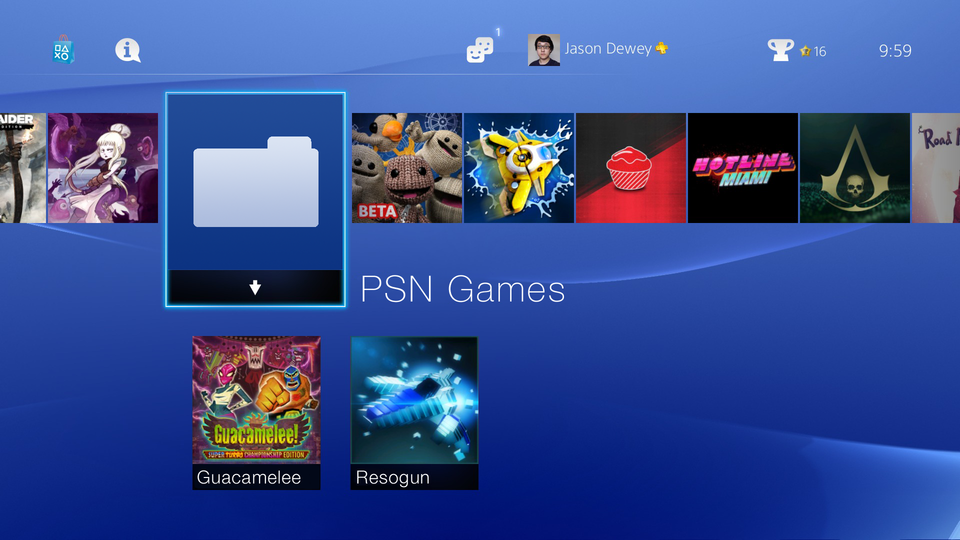 1
Jason Dewey
16
9:59
AIDER
EDITION
BETA
HOTLINE
MIAMI
Road
PSN Games
Guacamelee!
SUPER TURBO CHAMPIONSHIP EDITION
Guacamelee
Resogun